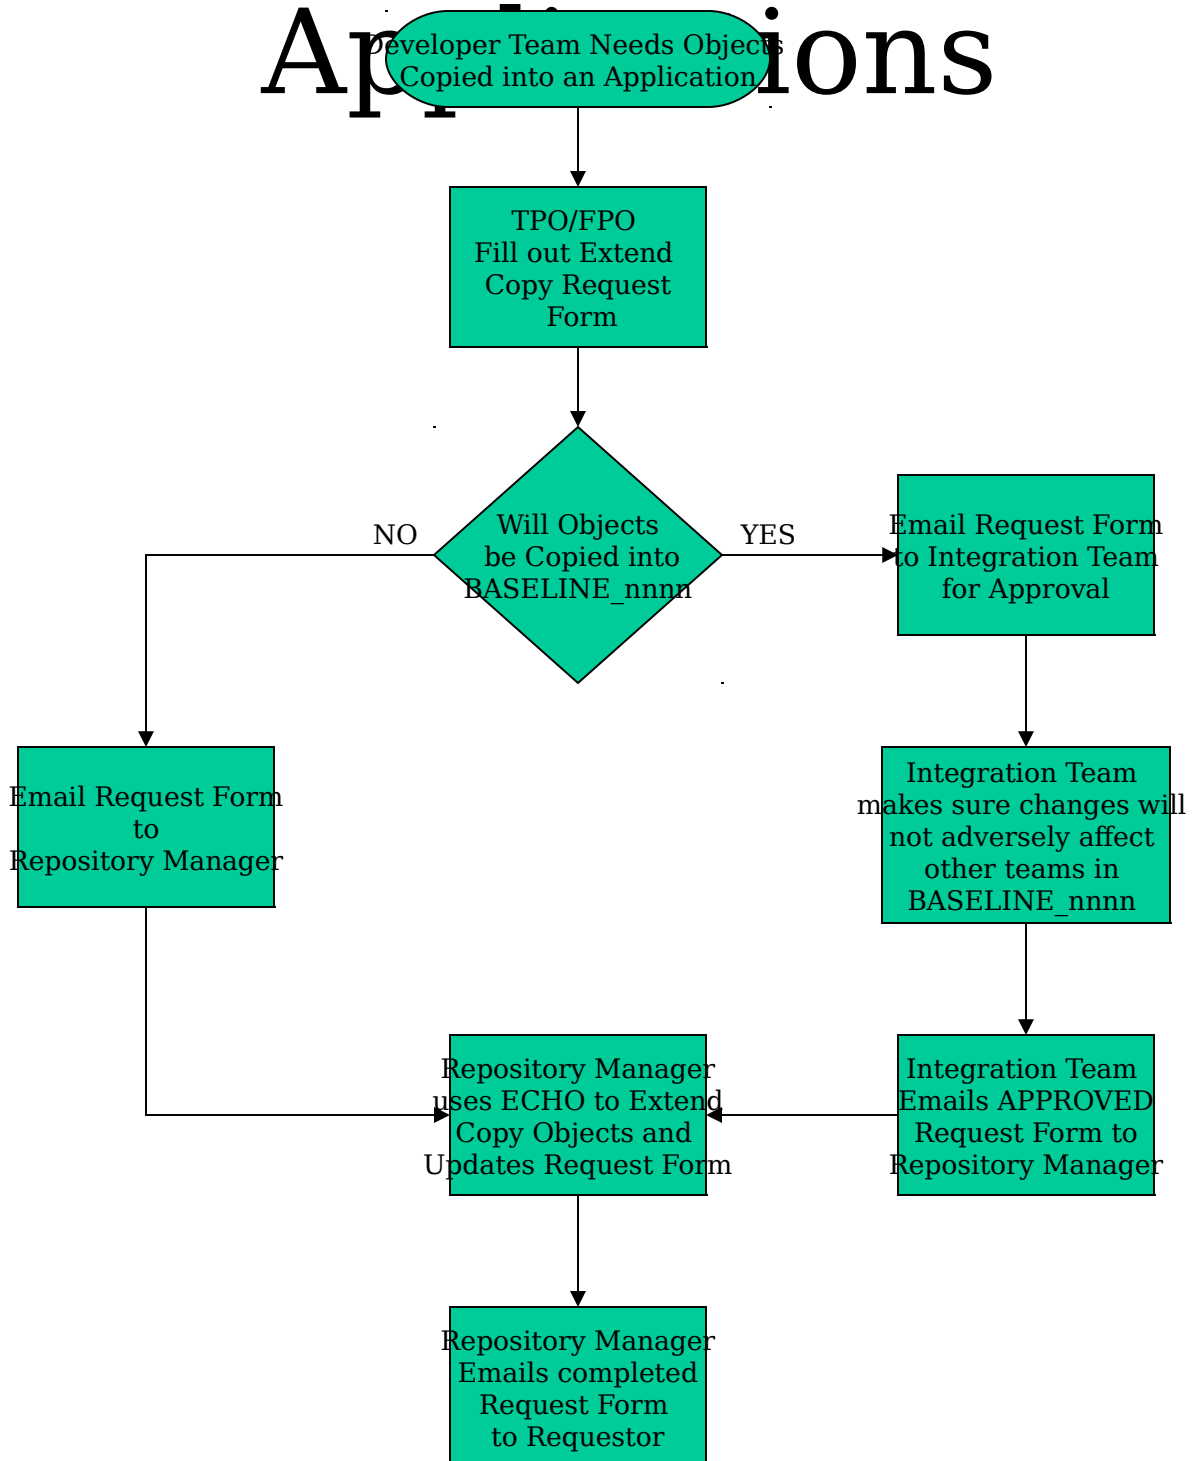 Developer Team Needs Objects
Copied into an Application
TPO/FPO
Fill out Extend
Copy Request
Form
Will Objects
be Copied into
BASELINE_nnnn
NO
YES
Email Request Form
to Integration Team
for Approval
Email Request Form
to
Repository Manager
Integration Team
makes sure changes will
not adversely affect
other teams in
BASELINE_nnnn
Repository Manager
uses ECHO to Extend
Copy Objects and
Updates Request Form
Integration Team
Emails APPROVED
Request Form to
Repository Manager
Repository Manager
Emails completed
Request Form
to Requestor